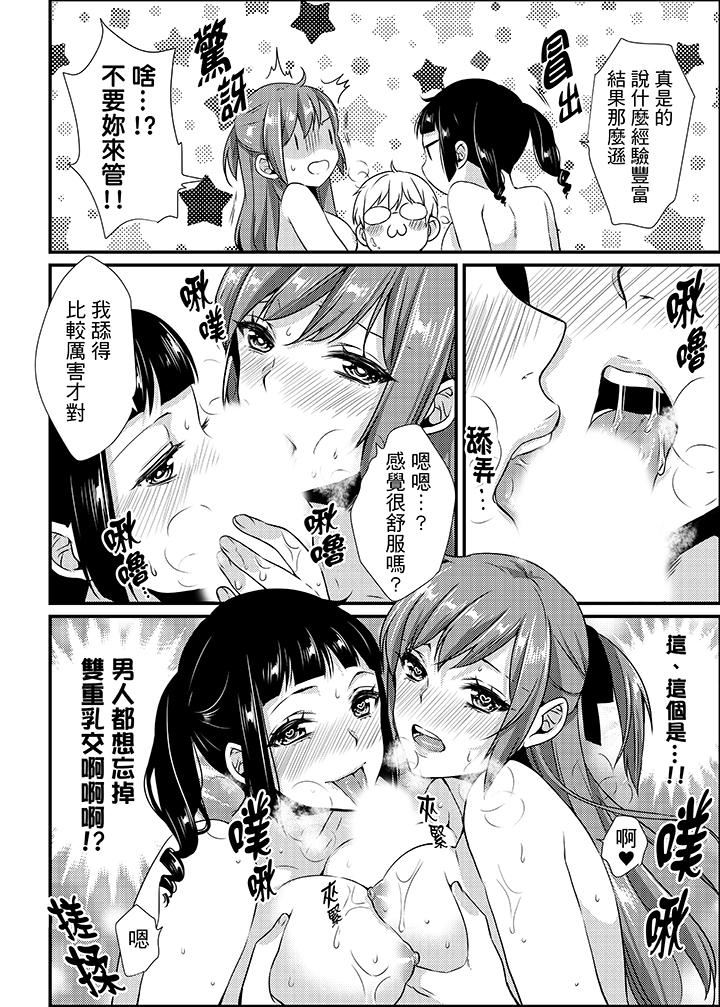 真是的
說什麼經驗豐富
結果那麼遜
冒出
驚訝
啥…!?
不要妳來管!!
啾嚕
舔弄…
啾噗
我舔得
比較厲害才對
嗯嗯…?
感覺很舒服嗎?
啾嚕
啾嚕…
這、這個是…!!
啊♥
噗啾
夾緊
夾緊
男人都想忘掉
雙重乳交啊啊啊!?
噗啾
嗯
搓揉